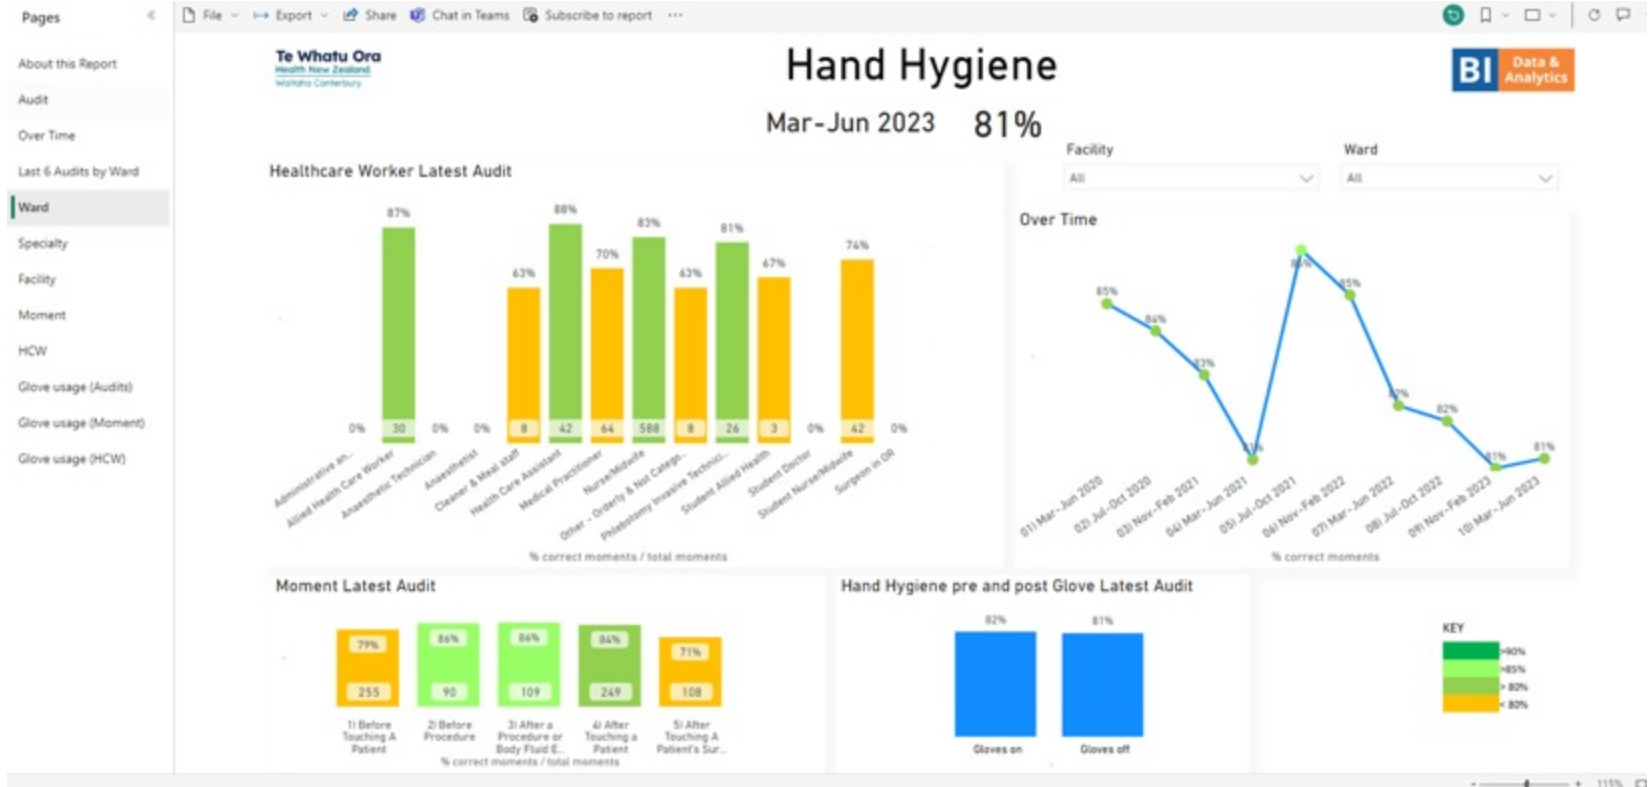 Pages
About this Report
Audit
Over Time
Last 6 Audits by Ward
Ward
Specialty
Facility
Moment
HCW
Glove usage (Audits)
Glove usage (Moment)
Glove usage (HCW)
File
Export
Share
Chat in Teams
Subscribe to report
Te Whatu Ora
Health New Zealand
Waitaha Canterbury
Hand Hygiene
Mar-Jun 2023 81%
BI Data &
Analytics
Facility
All
Ward
All
Healthcare Worker Latest Audit
0% 87% 0% 0% 63% 88% 70% 83% 63% 81% 67% 0% 74% 0%
30 8 42 64 588 8 26 3 42
Administrative an...
Allied Health Care Worker
Anaesthetic Technician
Anaesthetist
Cleaner & Meal staff
Health Care Assistant
Medical Practitioner
Nurse/Midwife
Other - Orderly & Not Catego...
Phlebotomy Invasive Technici...
Student Allied Health
Student Doctor
Student Nurse/Midwife
Surgeon in OR
% correct moments / total moments
Over Time
85% 84% 83% 81% 86% 85% 82% 82% 81% 81%
01) Mar-Jun 2020
02) Jul-Oct 2020
03) Nov-Feb 2021
04) Mar-Jun 2021
05) Jul-Oct 2021
06) Nov-Feb 2022
07) Mar-Jun 2022
08) Jul-Oct 2022
09) Nov-Feb 2023
10) Mar-Jun 2023
% correct moments
Moment Latest Audit
79% 86% 86% 84% 71%
255 90 109 249 108
1) Before
Touching A
Patient
2) Before
Procedure
3) After a
Procedure or
Body Fluid E...
4) After
Touching a
Patient
5) After
Touching A
Patient's Sur...
% correct moments / total moments
Hand Hygiene pre and post Glove Latest Audit
82% 81%
Gloves on
Gloves off
KEY
>90%
>85%
> 80%
< 80%
115%